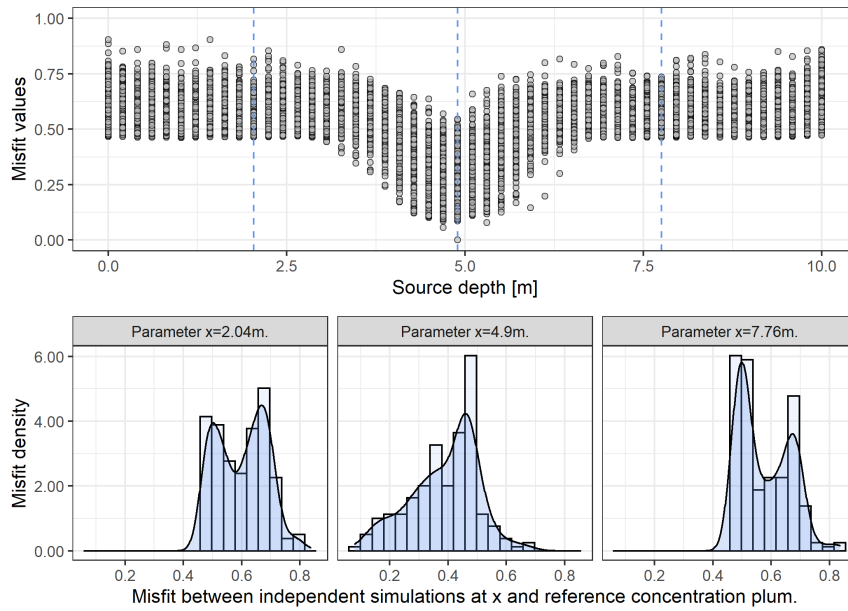 1.00
0.75
0.50
0.25
0.00
Misfit values
0.0 2.5 5.0 7.5 10.0
Source depth [m]
Parameter x=2.04m. Parameter x=4.9m. Parameter x=7.76m.
6.00
4.00
2.00
0.00
Misfit density
0.2 0.4 0.6 0.8 0.2 0.4 0.6 0.8 0.2 0.4 0.6 0.8
Misfit between independent simulations at x and reference concentration plum.